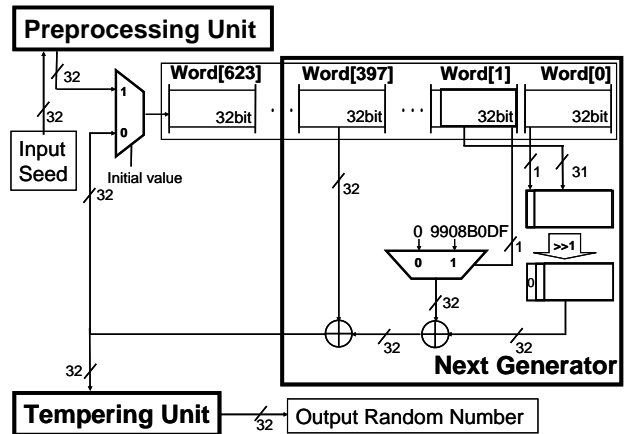 Preprocessing Unit
32
32
Input
Seed
1
0
Initial value
32
Word[623]
32bit
...
Word[397]
32bit
...
Word[1]
32bit
Word[0]
32bit
32
1
31
0 9908B0DF
0 1
1
>>1
0
32
32
32
Next Generator
32
Tempering Unit
32
Output Random Number